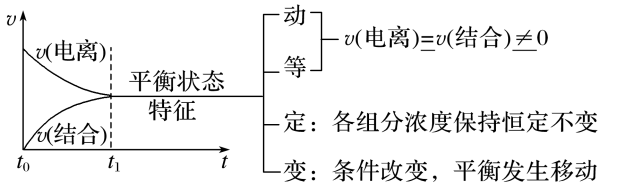 v
v(电离)
v(结合)
t₀
t₁
t
平衡状态
特征
动
等
v(电离)=v(结合)≠0
定：各组分浓度保持恒定不变
变：条件改变，平衡发生移动